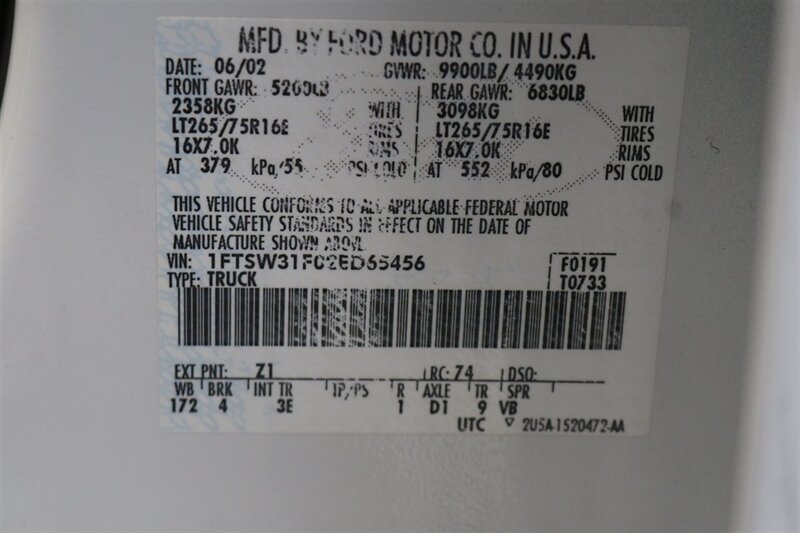 MFD. BY FORD MOTOR CO. IN U.S.A.
DATE: 06/02 GVWR: 9900LB/ 4490KG
FRONT GAWR: 5200LB REAR GAWR: 6830LB
2358KG WITH 3098KG WITH
LT265/75R16E TIRES LT265/75R16E TIRES
16X7.0K RIMS 16X7.0K RIMS
AT 379 kPa/55 PSI COLD AT 552 kPa/80 PSI COLD
THIS VEHICLE CONFORMS TO ALL APPLICABLE FEDERAL MOTOR
VEHICLE SAFETY STANDARDS IN EFFECT ON THE DATE OF
MANUFACTURE SHOWN ABOVE.
VIN: 1FTSW31F02ED65456 F0191
TYPE: TRUCK T0733
EXT PNT: Z1 RC: 74 DSO:
WB BRK INT TR TP/PS R AXLE TR SPR
172 4 3E 1 D1 9 VB
UTC ▽ 2USA-1520472-AA